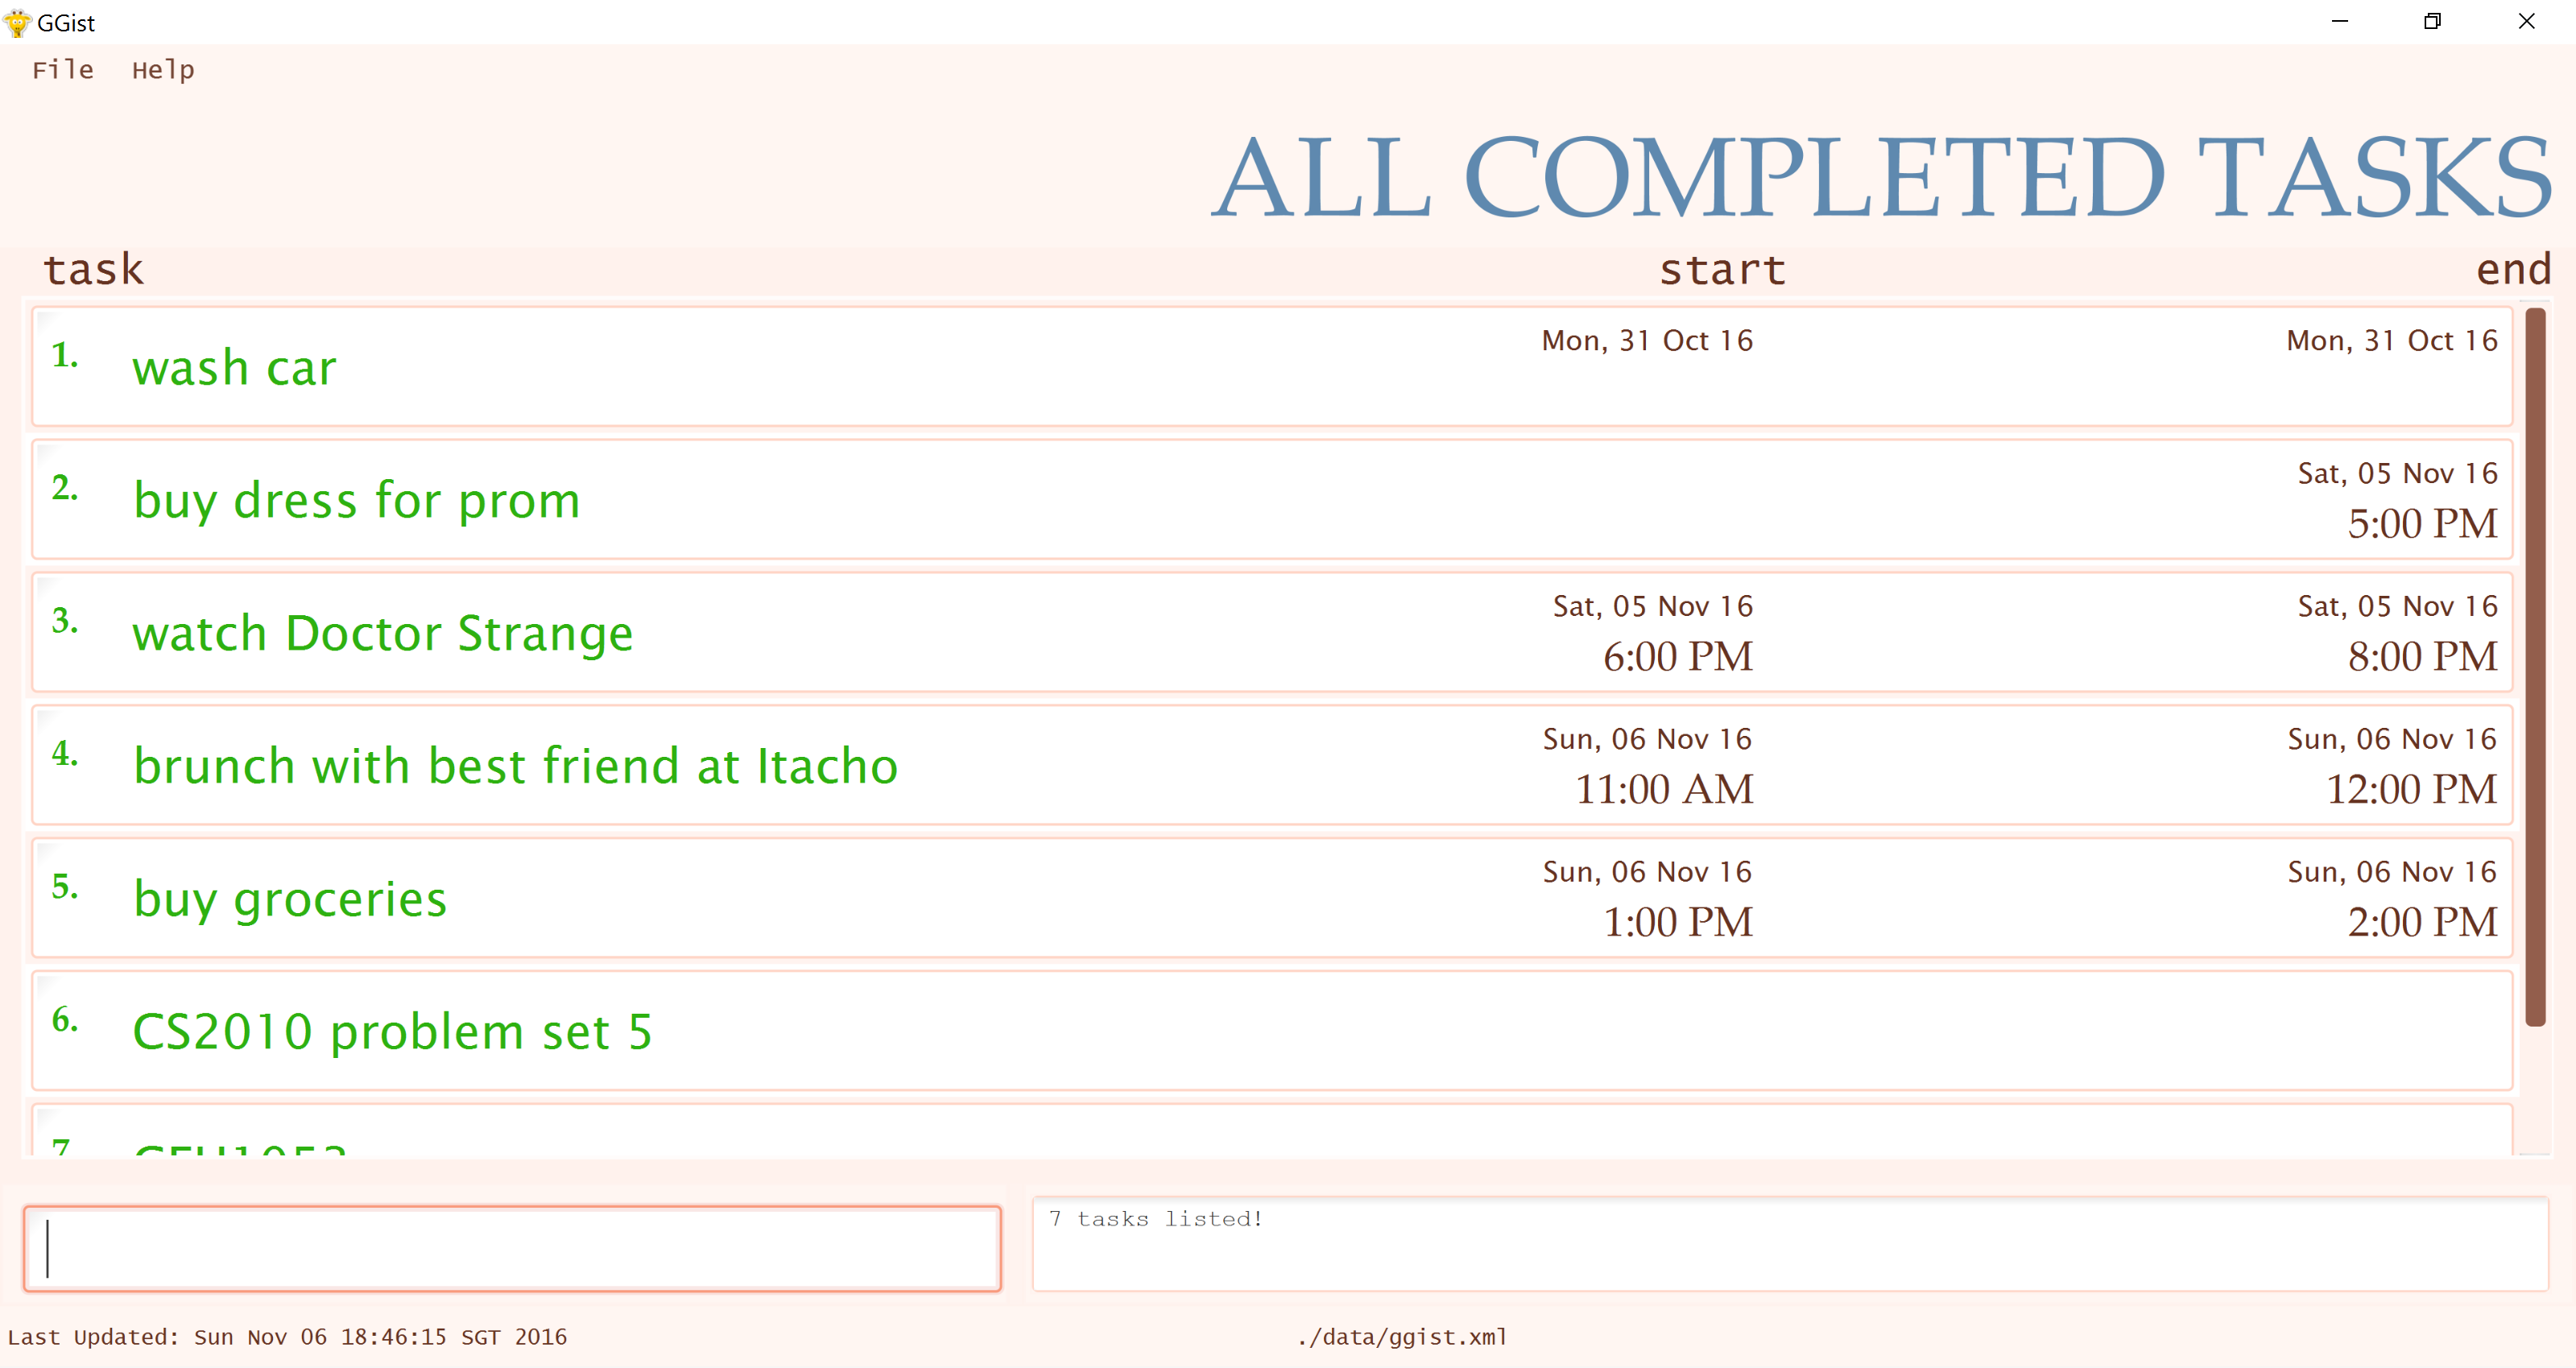 GGist
File Help
ALL COMPLETED TASKS
task start end
1. wash car Mon, 31 Oct 16 Mon, 31 Oct 16
2. buy dress for prom Sat, 05 Nov 16
5:00 PM
3. watch Doctor Strange Sat, 05 Nov 16 Sat, 05 Nov 16
6:00 PM 8:00 PM
4. brunch with best friend at Itacho Sun, 06 Nov 16 Sun, 06 Nov 16
11:00 AM 12:00 PM
5. buy groceries Sun, 06 Nov 16 Sun, 06 Nov 16
1:00 PM 2:00 PM
6. CS2010 problem set 5
7
7 tasks listed!
Last Updated: Sun Nov 06 18:46:15 SGT 2016 ./data/ggist.xml